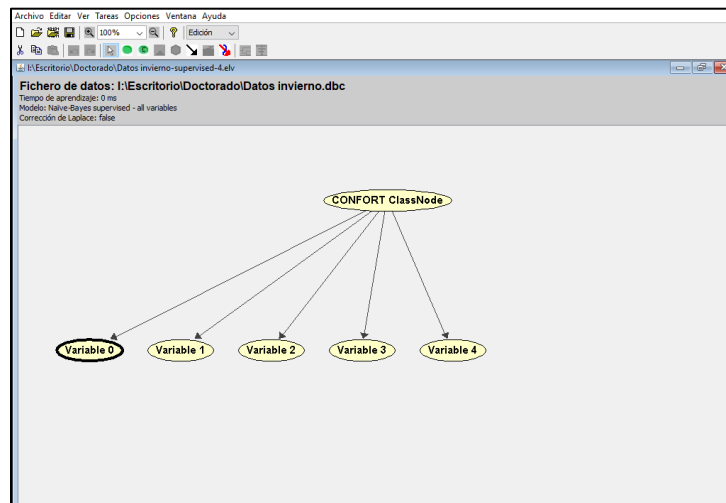 Archivo Editar Ver Tareas Opciones Ventana Ayuda
100% Edición
I:\Escritorio\Doctorado\Datos invierno-supervised-4.elv
Fichero de datos: I:\Escritorio\Doctorado\Datos invierno.dbc
Tiempo de aprendizaje: 0 ms
Modelo: Naïve-Bayes supervised - all variables
Corrección de Laplace: false
CONFORT ClassNode
Variable 0 Variable 1 Variable 2 Variable 3 Variable 4